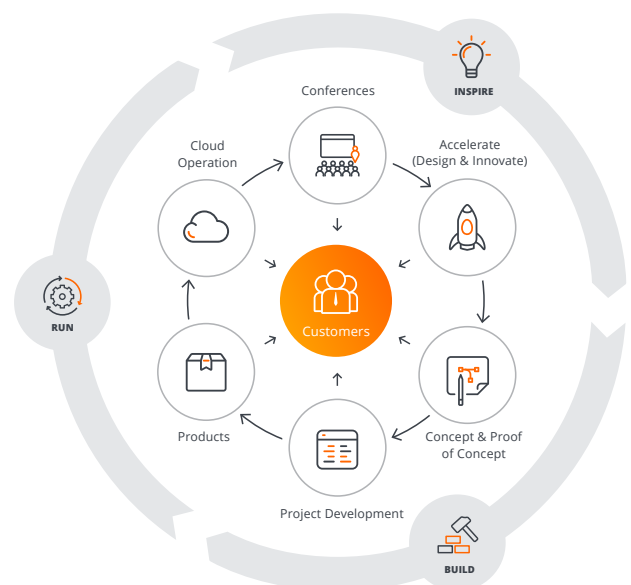 INSPIRE
Conferences
Accelerate
(Design & Innovate)
Cloud
Operation
Customers
RUN
Products
Concept & Proof
of Concept
Project Development
BUILD